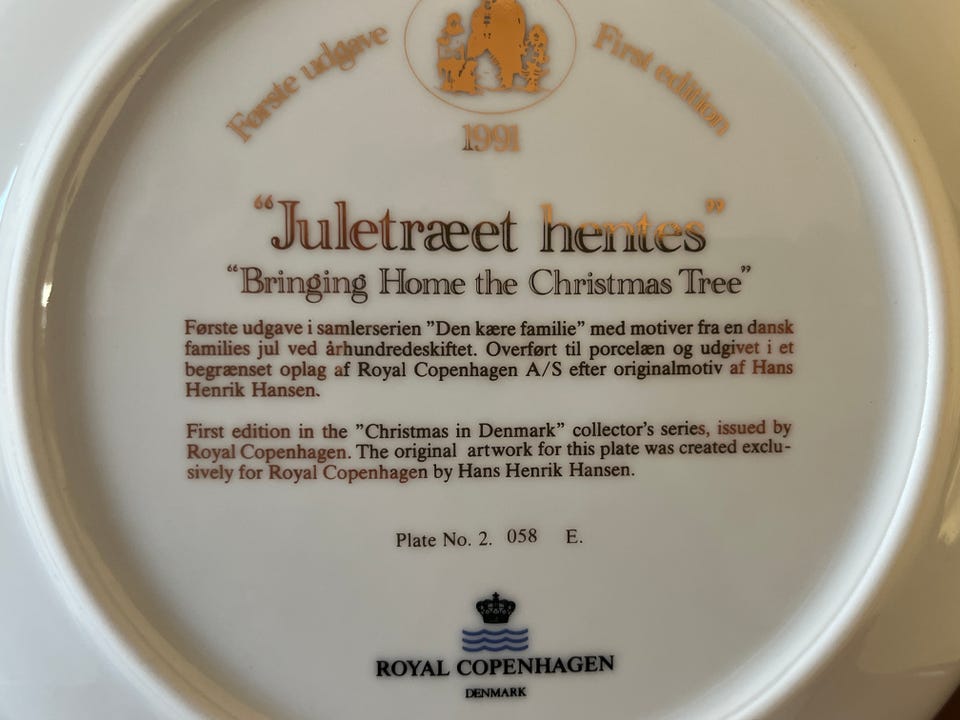 Første udgave
First edition
1991
“Juletræet hentes”
“Bringing Home the Christmas Tree”
Første udgave i samlerserien ”Den kære familie” med motiver fra en dansk
families jul ved århundredeskiftet. Overført til porcelæn og udgivet i et
begrænset oplag af Royal Copenhagen A/S efter originalmotiv af Hans
Henrik Hansen.
First edition in the ”Christmas in Denmark” collector’s series, issued by
Royal Copenhagen. The original artwork for this plate was created exclu-
sively for Royal Copenhagen by Hans Henrik Hansen.
Plate No. 2. 058 E.
ROYAL COPENHAGEN
DENMARK